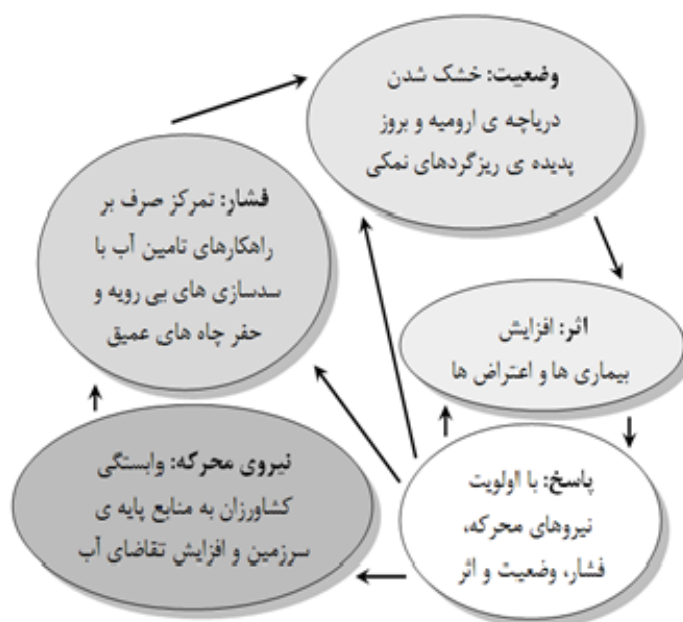 وضعیت: خشک شدن
دریاچه ی ارومیه و بروز
پدیده ی ریزگردهای نمکی
فشار: تمرکز صرف بر
راهکارهای تامین آب با
سدسازی های بی رویه و
حفر چاه های عمیق
اثر: افزایش
بیماری ها و اعتراض ها
نیروی محرکه: وابستگی
کشاورزان به منابع پایه ی
سرزمین و افزایش تقاضای آب
پاسخ: با اولویت
نیروهای محرکه،
فشار، وضعیت و اثر